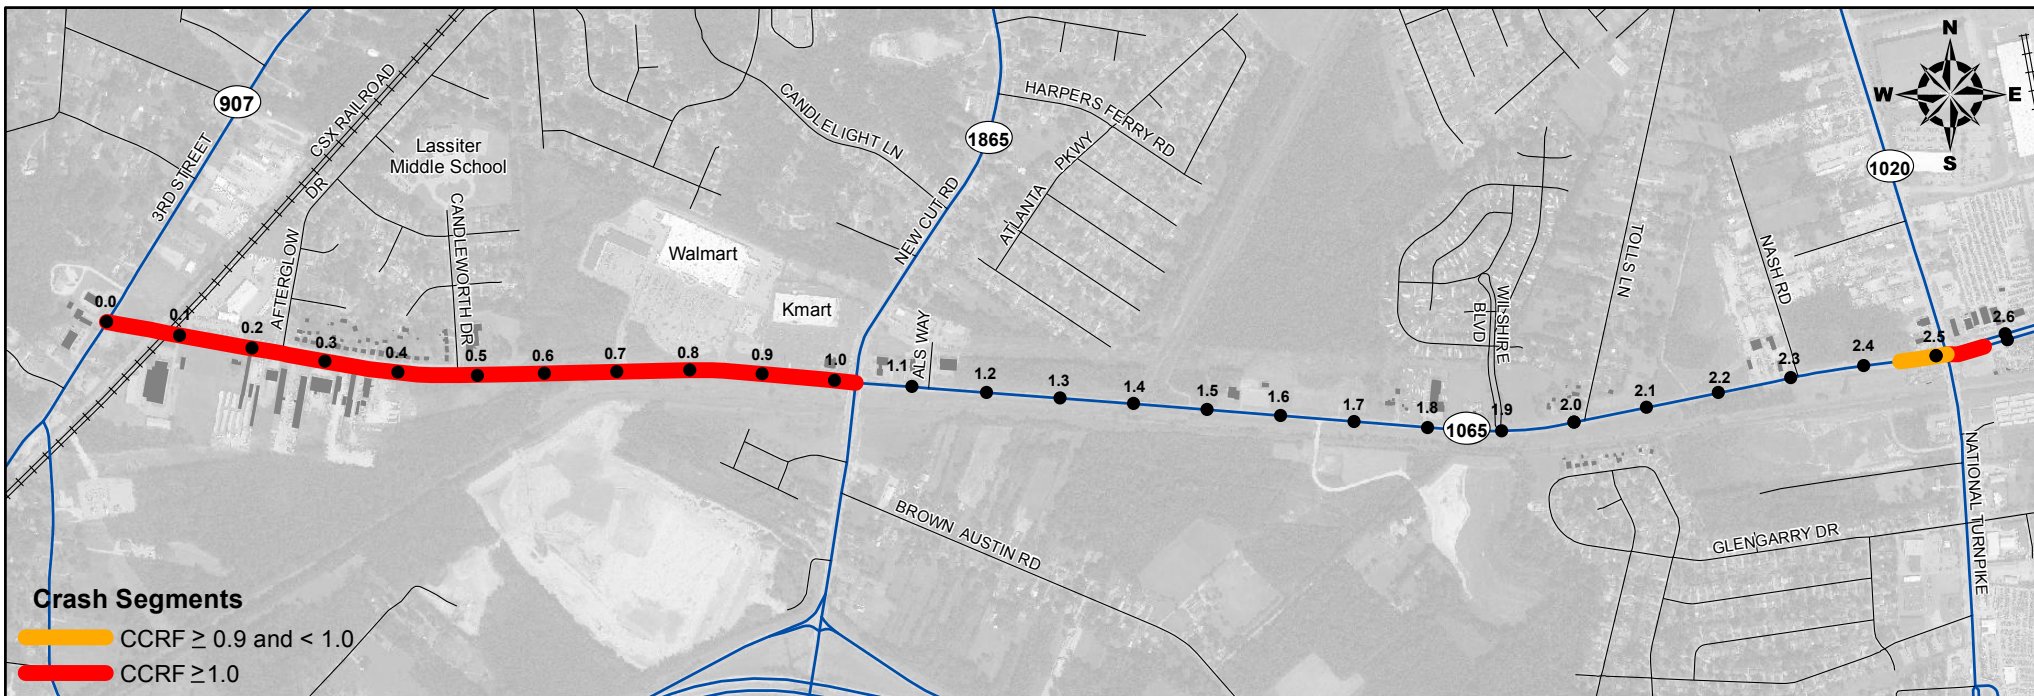 N
W
E
S
907
1865
1020
1065
3RD STREET
CSX RAILROAD
Lassiter
Middle School
AFTERGLOW
DR
CANDLEWORTH DR
CANDLELIGHT LN
NEW CUT RD
HARPERS FERRY RD
ATLANTA
PKWY
Walmart
Kmart
ALS WAY
WILSHIRE
BLVD
TOLLS LN
NASH RD
NATIONAL TURNPIKE
GLENGARRY DR
BROWN AUSTIN RD
0.0
0.1
0.2
0.3
0.4
0.5
0.6
0.7
0.8
0.9
1.0
1.1
1.2
1.3
1.4
1.5
1.6
1.7
1.8
1.9
2.0
2.1
2.2
2.3
2.4
2.5
2.6
Crash Segments
CCRF ≥ 0.9 and < 1.0
CCRF ≥1.0